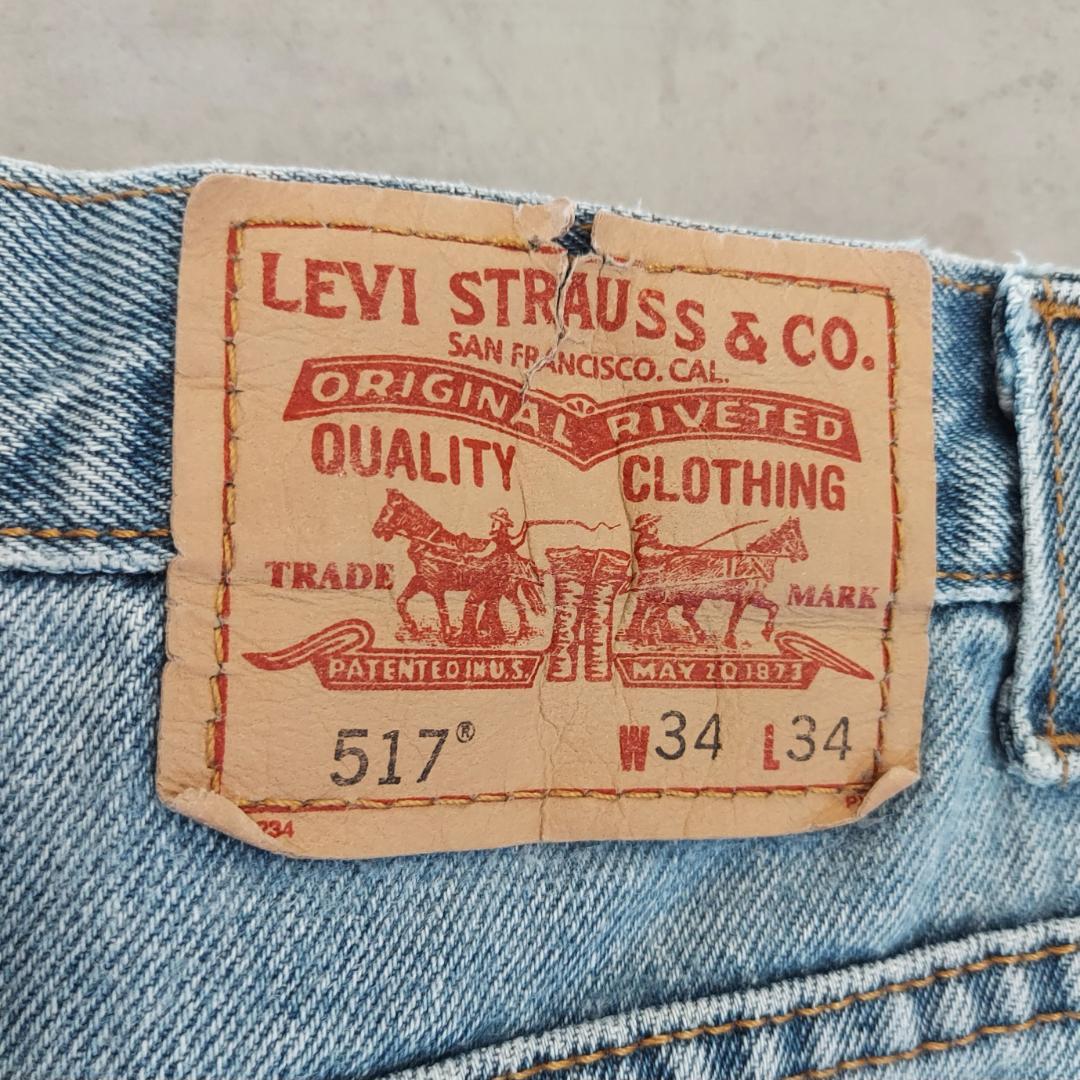 LEVI STRAUSS & CO.
SAN FRANCISCO. CAL.
ORIGINAL RIVETED
QUALITY CLOTHING
TRADE MARK
PATENTED IN U.S. MAY 20 1873
517® W34 L34